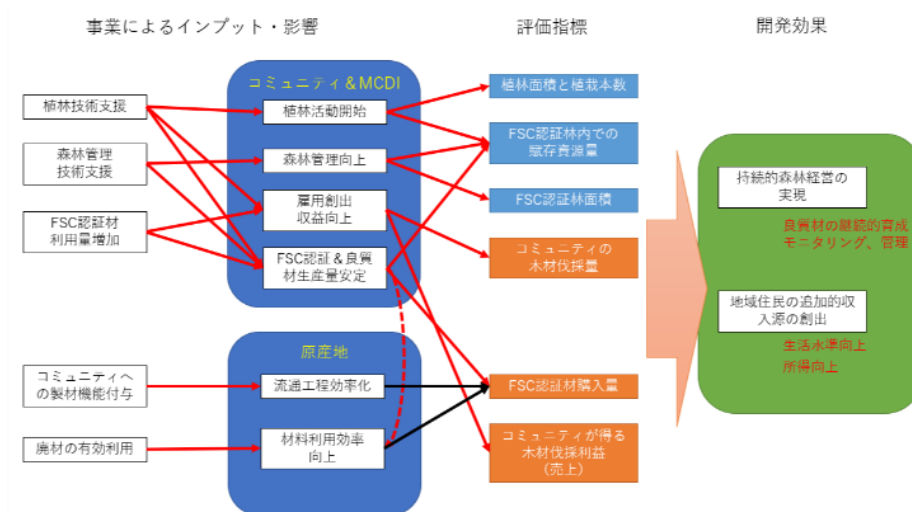 事業によるインプット・影響
評価指標
開発効果
植林技術支援
森林管理
技術支援
FSC認証材
利用量増加
コミュニティへ
の製材機能付与
廃材の有効利用
コミュニティ＆MCDI
植林活動開始
森林管理向上
雇用創出
収益向上
FSC認証＆良質
材生産量安定
原産地
流通工程効率化
材料利用効率
向上
植林面積と植栽本数
FSC認証林内での
賦存資源量
FSC認証林面積
コミュニティの
木材伐採量
FSC認証材購入量
コミュニティが得る
木材伐採利益
(売上)
持続的森林経営の
実現
良質材の継続的育成
モニタリング、管理
地域住民の追加的収
入源の創出
生活水準向上
所得向上